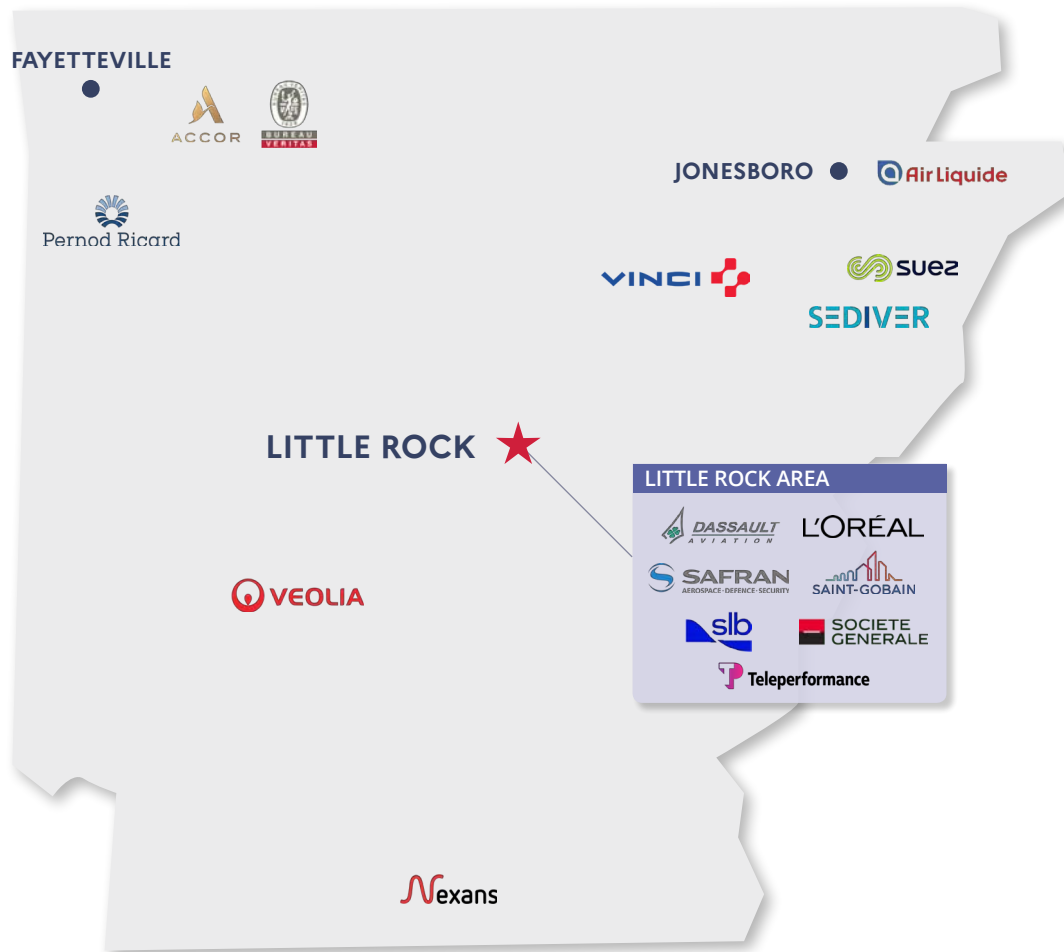 FAYETTEVILLE
ACCOR
BUREAU
VERITAS
JONESBORO
Air Liquide
Pernod Ricard
VINCI
suez
SEDIVER
LITTLE ROCK
LITTLE ROCK AREA
DASSAULT
AVIATION
L'ORÉAL
SAFRAN
AEROSPACE · DEFENCE · SECURITY
SAINT-GOBAIN
slb
SOCIETE
GENERALE
Teleperformance
VEOLIA
Nexans